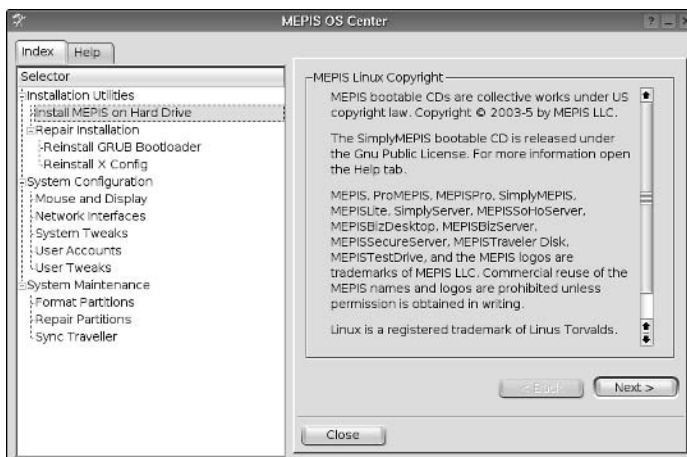 MEPIS OS Center
Index
Help
Selector
Installation Utilities
Install MEPIS on Hard Drive
Repair Installation
Reinstall GRUB Bootloader
Reinstall X Config
System Configuration
Mouse and Display
Network Interfaces
System Tweaks
User Accounts
User Tweaks
System Maintenance
Format Partitions
Repair Partitions
Sync Traveller
MEPIS Linux Copyright
MEPIS bootable CDs are collective works under US
copyright law. Copyright © 2003-5 by MEPIS LLC.
The SimplyMEPIS bootable CD is released under
the Gnu Public License. For more information open
the Help tab.
MEPIS, ProMEPIS, MEPISPro, SimplyMEPIS,
MEPISLite, SimplyServer, MEPISSoHoServer,
MEPISBizDesktop, MEPISBizServer,
MEPISSecureServer, MEPISTraveler Disk,
MEPISTestDrive, and the MEPIS logos are
trademarks of MEPIS LLC. Commercial reuse of the
MEPIS names and logos are prohibited unless
permission is obtained in writing.
Linux is a registered trademark of Linus Torvalds.
< Back
Next >
Close